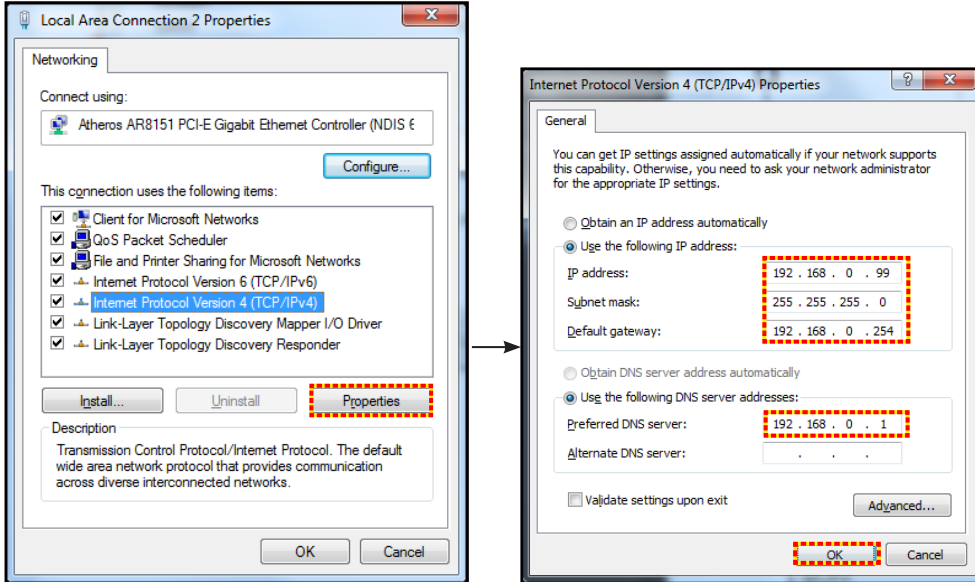 Local Area Connection 2 Properties
Networking
Connect using:
Atheros AR8151 PCI-E Gigabit Ethernet Controller (NDIS 6
Configure...
This connection uses the following items:
Client for Microsoft Networks
QoS Packet Scheduler
File and Printer Sharing for Microsoft Networks
Internet Protocol Version 6 (TCP/IPv6)
Internet Protocol Version 4 (TCP/IPv4)
Link-Layer Topology Discovery Mapper I/O Driver
Link-Layer Topology Discovery Responder
Install...
Uninstall
Properties
Description
Transmission Control Protocol/Internet Protocol. The default
wide area network protocol that provides communication
across diverse interconnected networks.
OK
Cancel
Internet Protocol Version 4 (TCP/IPv4) Properties
General
You can get IP settings assigned automatically if your network supports
this capability. Otherwise, you need to ask your network administrator
for the appropriate IP settings.
Obtain an IP address automatically
Use the following IP address:
IP address: 192 . 168 . 0 . 99
Subnet mask: 255 . 255 . 255 . 0
Default gateway: 192 . 168 . 0 . 254
Obtain DNS server address automatically
Use the following DNS server addresses:
Preferred DNS server: 192 . 168 . 0 . 1
Alternate DNS server: . . .
Validate settings upon exit
Advanced...
OK
Cancel